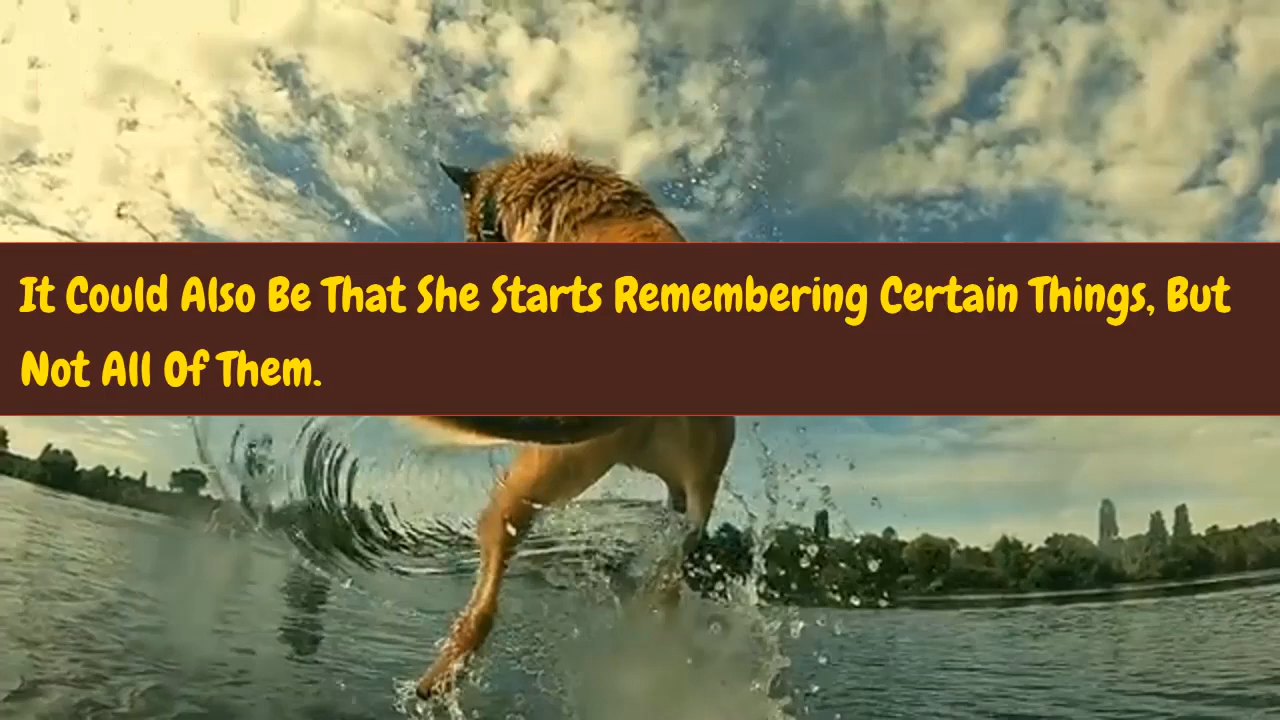 It Could Also Be That She Starts Remembering Certain Things, But
Not All Of Them.